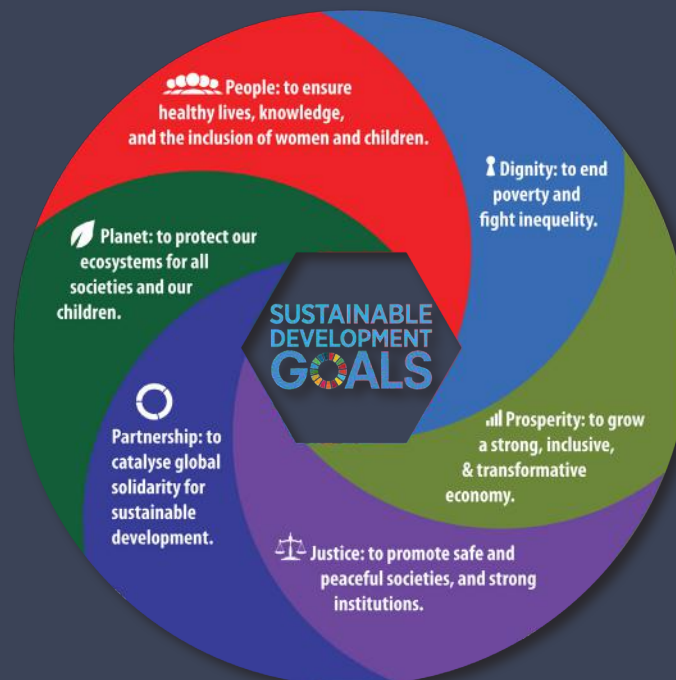 People: to ensure
healthy lives, knowledge,
and the inclusion of women and children.
Dignity: to end
poverty and
fight inequelity.
Planet: to protect our
ecosystems for all
societies and our
children.
SUSTAINABLE
DEVELOPMENT
GOALS
Prosperity: to grow
a strong, inclusive,
& transformative
economy.
Partnership: to
catalyse global
solidarity for
sustainable
development.
Justice: to promote safe and
peaceful societies, and strong
institutions.